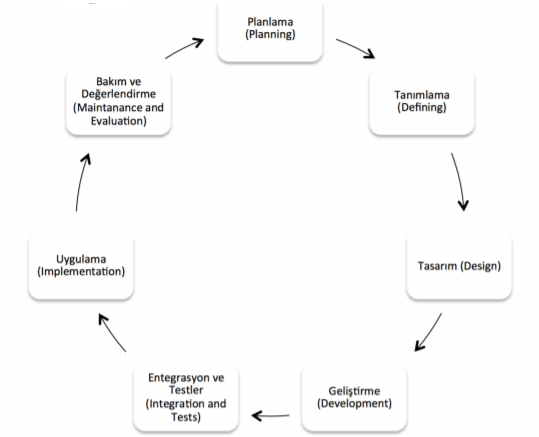 Planlama
(Planning)
Tanımlama
(Defining)
Tasarım (Design)
Geliştirme
(Development)
Entegrasyon ve
Testler
(Integration and
Tests)
Uygulama
(Implementation)
Bakım ve
Değerlendirme
(Maintanance and
Evaluation)